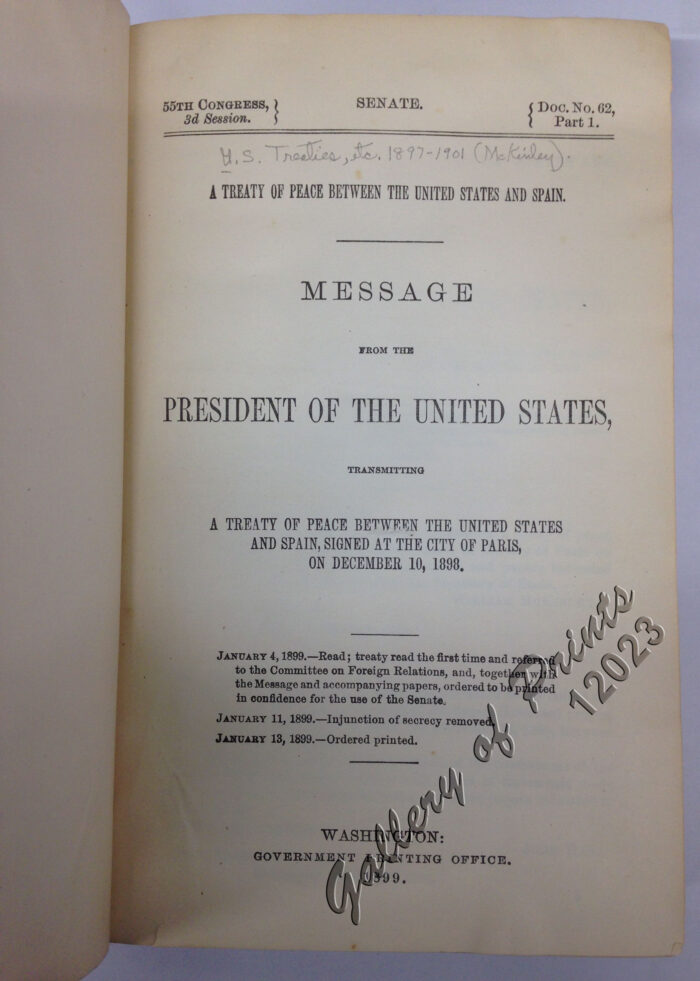 55TH CONGRESS, } SENATE. { DOC. NO. 62,
3d Session. Part 1.
U. S. Treaties, etc. 1897-1901 (McKinley).
A TREATY OF PEACE BETWEEN THE UNITED STATES AND SPAIN.
MESSAGE
FROM THE
PRESIDENT OF THE UNITED STATES,
TRANSMITTING
A TREATY OF PEACE BETWEEN THE UNITED STATES
AND SPAIN, SIGNED AT THE CITY OF PARIS,
ON DECEMBER 10, 1898.
JANUARY 4, 1899.—Read; treaty read the first time and referred
to the Committee on Foreign Relations, and, together with
the Message and accompanying papers, ordered to be printed
in confidence for the use of the Senate.
JANUARY 11, 1899.—Injunction of secrecy removed.
JANUARY 13, 1899.—Ordered printed.
WASHINGTON:
GOVERNMENT PRINTING OFFICE.
1899.
Gallery of Prints
12023